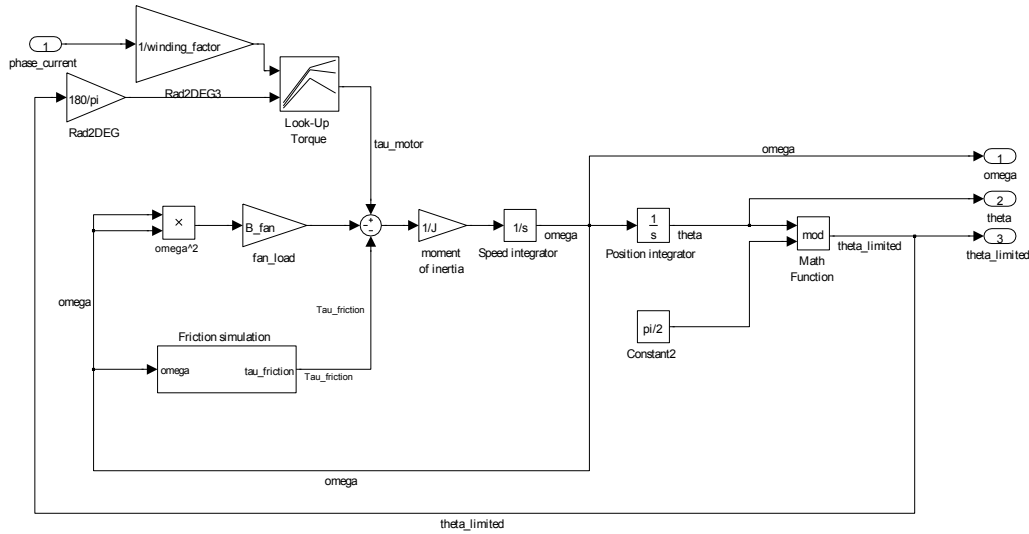 1
phase_current
1/winding_factor
180/pi
Rad2DEG
Rad2DEG3
Look-Up
Torque
tau_motor
omega
1
omega
×
omega^2
B_fan
fan_load
+
−
−
1/J
moment
of inertia
1/s
Speed integrator
omega
1
s
Position integrator
theta
mod
Math
Function
theta_limited
2
theta
3
theta_limited
omega
Tau_friction
Friction simulation
omega
tau_friction
Tau_friction
pi/2
Constant2
omega
theta_limited